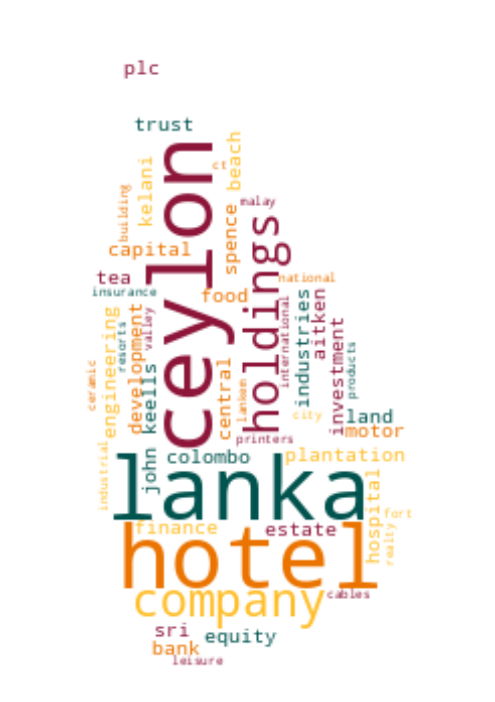 plc
trust
ct
beach
kelani
building
ceylon
malay
spence
holdings
capital
tea
insurance
food
national
international
industries
aitken
investment
products
engineering
resorts
development
valley
keells
ceramic
central
lankem
city
land
motor
printers
john
colombo
plantation
industrial
lanka
hospital
fort
realty
finance
estate
hotel
company
cables
sri
equity
bank
leisure